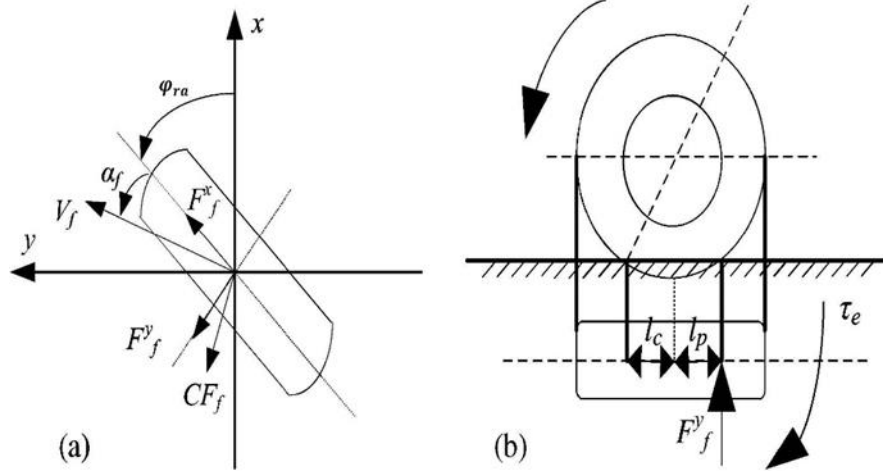 x
φ_ra
α_f
V_f
F^x_f
y
F^y_f
CF_f
(a)
τ_e
l_c
l_p
F^y_f
(b)